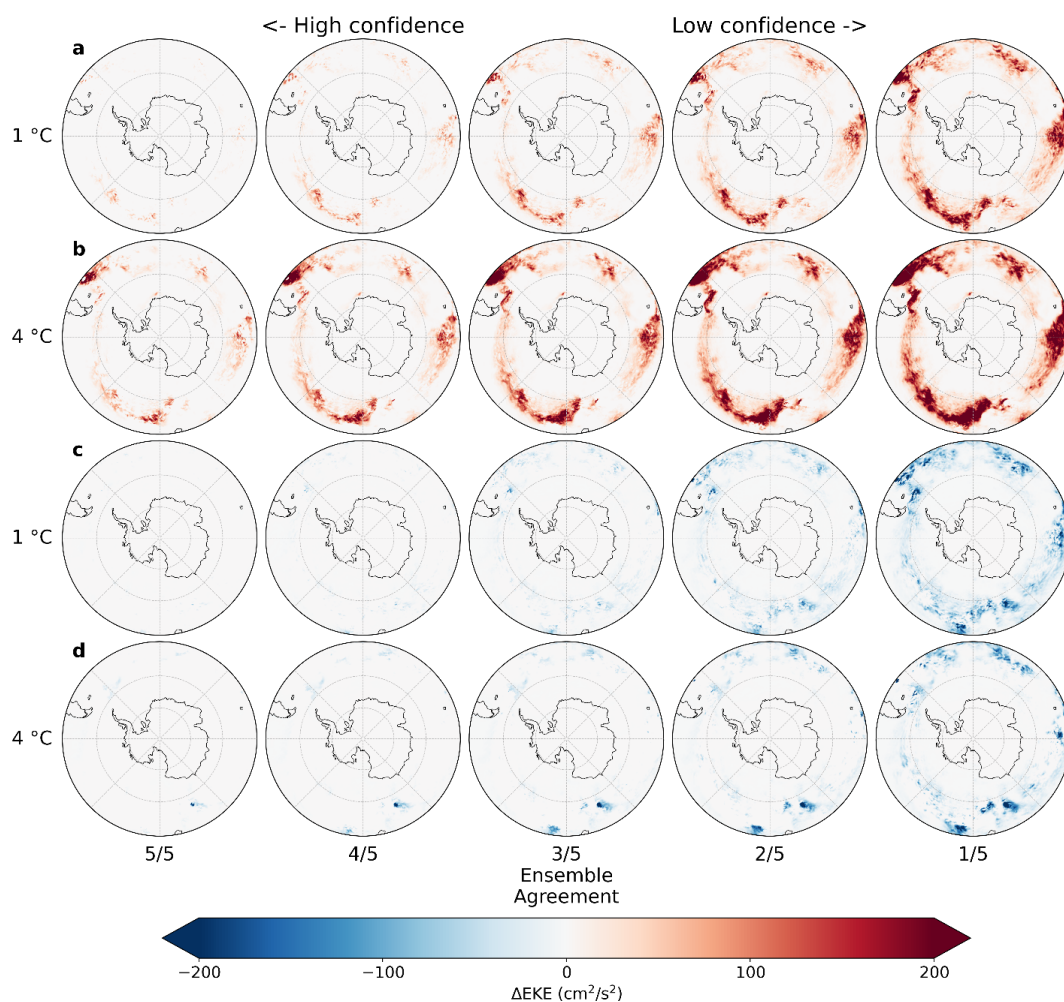 <- High confidence
Low confidence ->
a
1 °C
b
4 °C
c
1 °C
d
4 °C
5/5
4/5
3/5
2/5
1/5
Ensemble
Agreement
−200
−100
0
100
200
ΔEKE (cm²/s²)